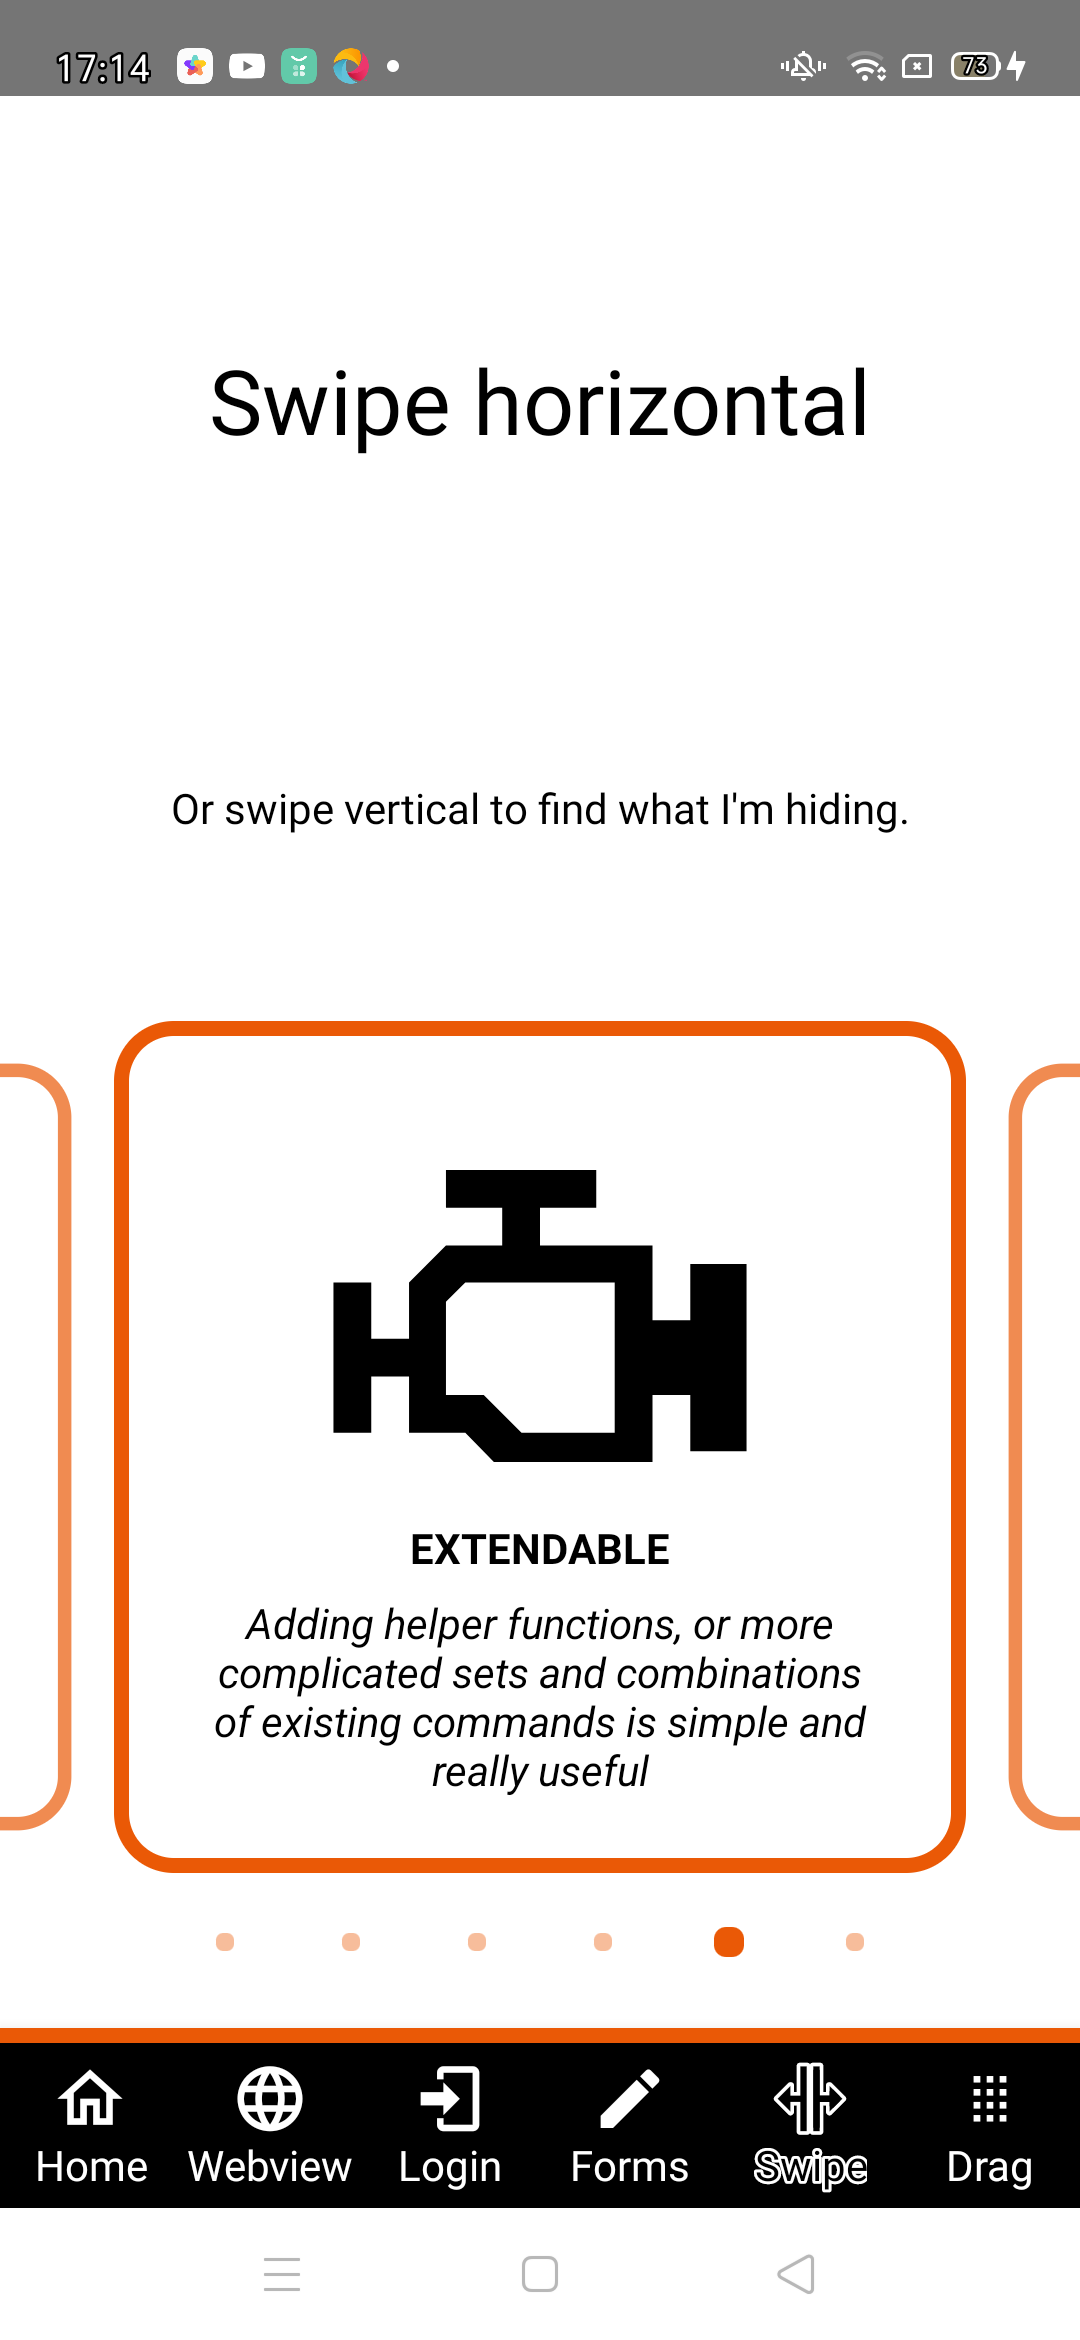 17:14
73
Swipe horizontal
Or swipe vertical to find what I'm hiding.
EXTENDABLE
Adding helper functions, or more
complicated sets and combinations
of existing commands is simple and
really useful
Home Webview Login Forms Swipe Drag